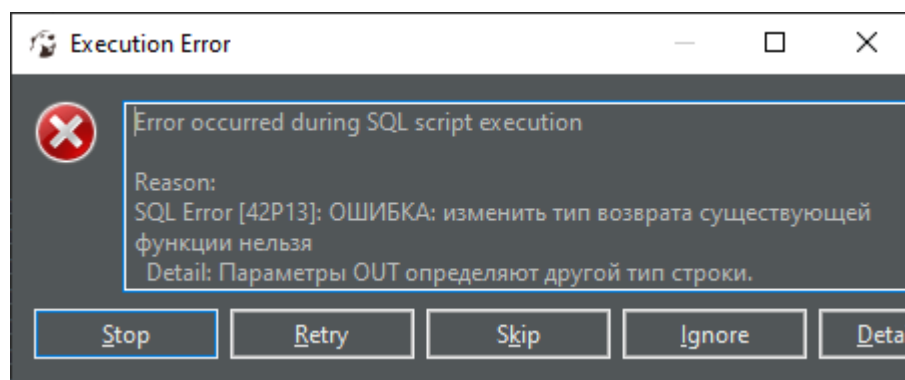 Execution Error
Error occurred during SQL script execution
Reason:
SQL Error [42P13]: ОШИБКА: изменить тип возврата существующей
функции нельзя
Detail: Параметры OUT определяют другой тип строки.
Stop
Retry
Skip
Ignore
Deta